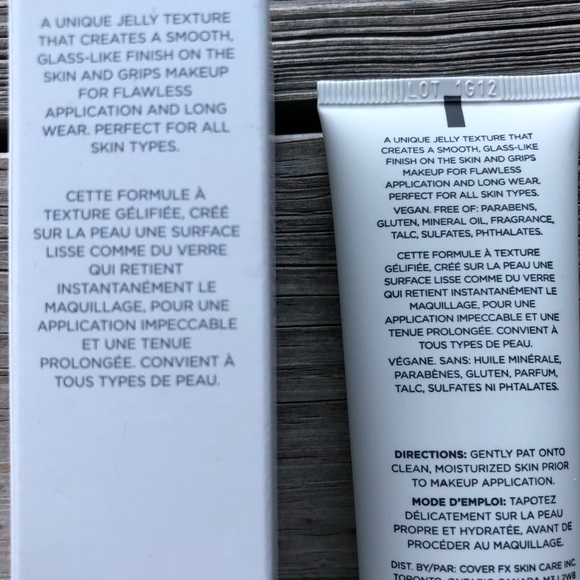 A UNIQUE JELLY TEXTURE
THAT CREATES A SMOOTH,
GLASS-LIKE FINISH ON THE
SKIN AND GRIPS MAKEUP
FOR FLAWLESS
APPLICATION AND LONG
WEAR. PERFECT FOR ALL
SKIN TYPES.
CETTE FORMULE À
TEXTURE GÉLIFIÉE, CRÉÉ
SUR LA PEAU UNE SURFACE
LISSE COMME DU VERRE
QUI RETIENT
INSTANTANÉMENT LE
MAQUILLAGE, POUR UNE
APPLICATION IMPECCABLE
ET UNE TENUE
PROLONGÉE. CONVIENT À
TOUS TYPES DE PEAU.
LOT 1G12
A UNIQUE JELLY TEXTURE THAT
CREATES A SMOOTH, GLASS-LIKE
FINISH ON THE SKIN AND GRIPS
MAKEUP FOR FLAWLESS
APPLICATION AND LONG WEAR.
PERFECT FOR ALL SKIN TYPES.
VEGAN. FREE OF: PARABENS,
GLUTEN, MINERAL OIL, FRAGRANCE,
TALC, SULFATES, PHTHALATES.
CETTE FORMULE À TEXTURE
GÉLIFIÉE, CRÉÉ SUR LA PEAU UNE
SURFACE LISSE COMME DU VERRE
QUI RETIENT INSTANTANÉMENT LE
MAQUILLAGE, POUR UNE
APPLICATION IMPECCABLE ET UNE
TENUE PROLONGÉE. CONVIENT À
TOUS TYPES DE PEAU.
VÉGANE. SANS: HUILE MINÉRALE,
PARABÈNES, GLUTEN, PARFUM,
TALC, SULFATES NI PHTALATES.
DIRECTIONS: GENTLY PAT ONTO
CLEAN, MOISTURIZED SKIN PRIOR
TO MAKEUP APPLICATION.
MODE D'EMPLOI: TAPOTEZ
DÉLICATEMENT SUR LA PEAU
PROPRE ET HYDRATÉE, AVANT DE
PROCÉDER AU MAQUILLAGE.
DIST. BY/PAR: COVER FX SKIN CARE INC
TORONTO, ONTARIO CANADA M3J 2W8